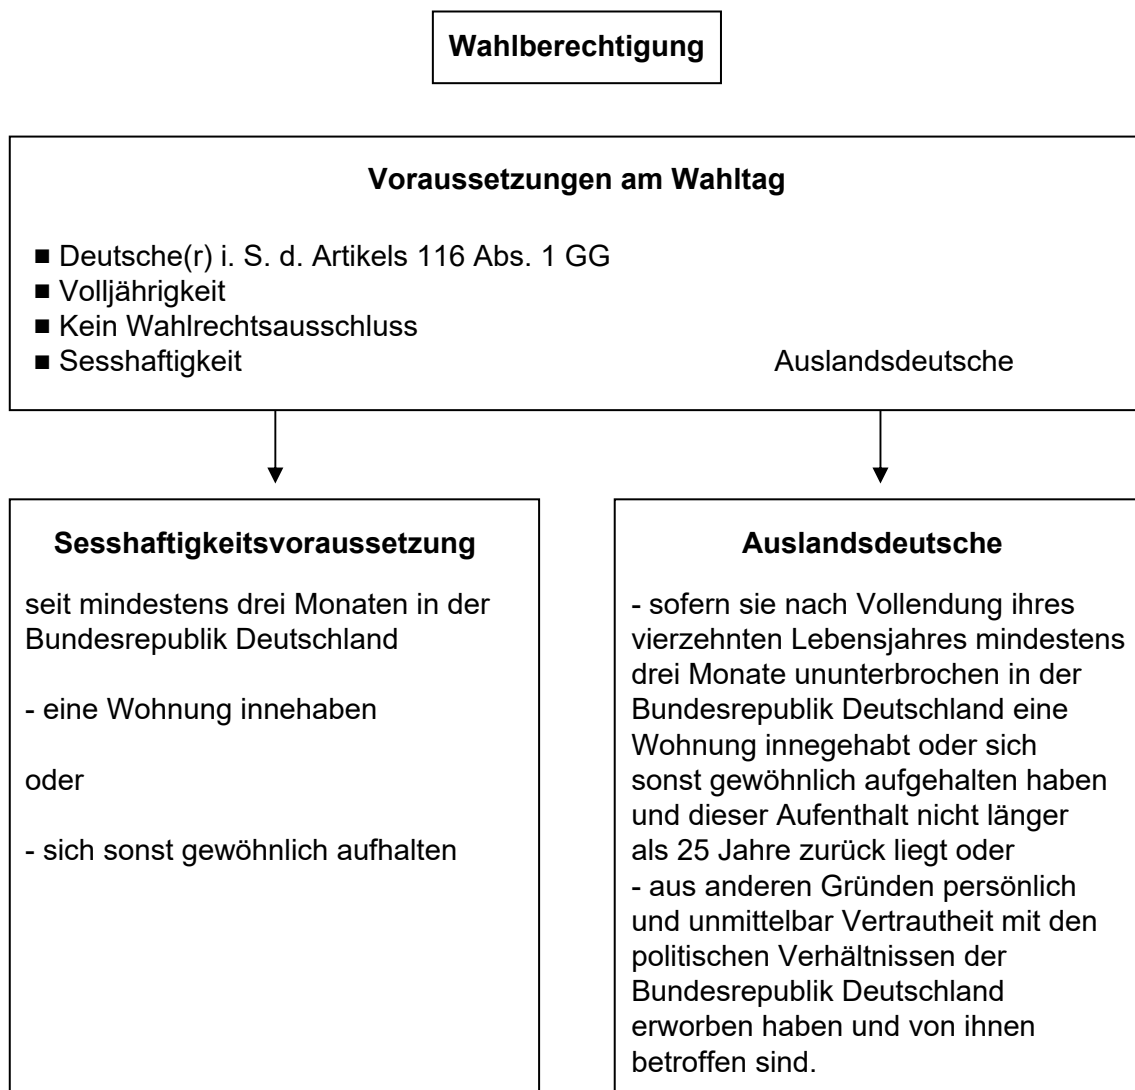 Wahlberechtigung
Voraussetzungen am Wahltag
■ Deutsche(r) i. S. d. Artikels 116 Abs. 1 GG
■ Volljährigkeit
■ Kein Wahlrechtsausschluss
■ Sesshaftigkeit Auslandsdeutsche
Sesshaftigkeitsvoraussetzung
seit mindestens drei Monaten in der
Bundesrepublik Deutschland
- eine Wohnung innehaben
oder
- sich sonst gewöhnlich aufhalten
Auslandsdeutsche
- sofern sie nach Vollendung ihres
vierzehnten Lebensjahres mindestens
drei Monate ununterbrochen in der
Bundesrepublik Deutschland eine
Wohnung innegehabt oder sich
sonst gewöhnlich aufgehalten haben
und dieser Aufenthalt nicht länger
als 25 Jahre zurück liegt oder
- aus anderen Gründen persönlich
und unmittelbar Vertrautheit mit den
politischen Verhältnissen der
Bundesrepublik Deutschland
erworben haben und von ihnen
betroffen sind.